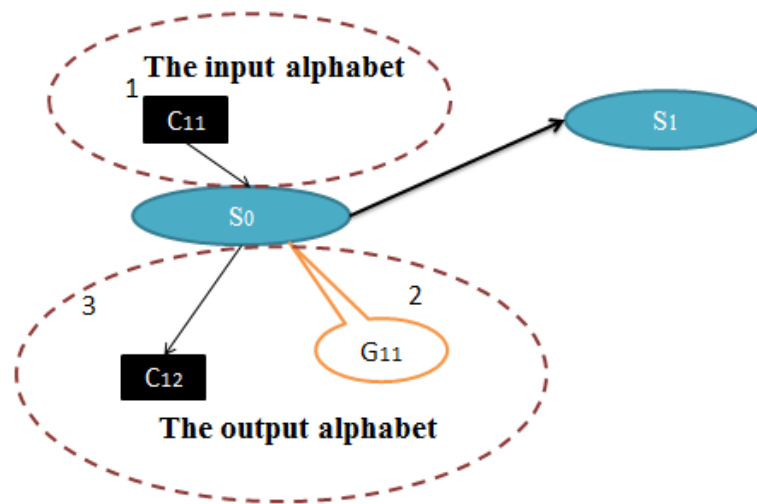 The input alphabet
1
C11
S1
S0
3
2
G11
C12
The output alphabet